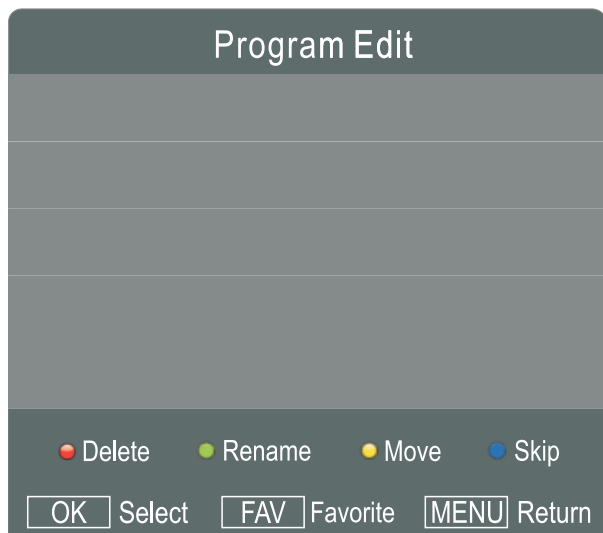 Program Edit
Delete Rename Move Skip
OK Select FAV Favorite MENU Return